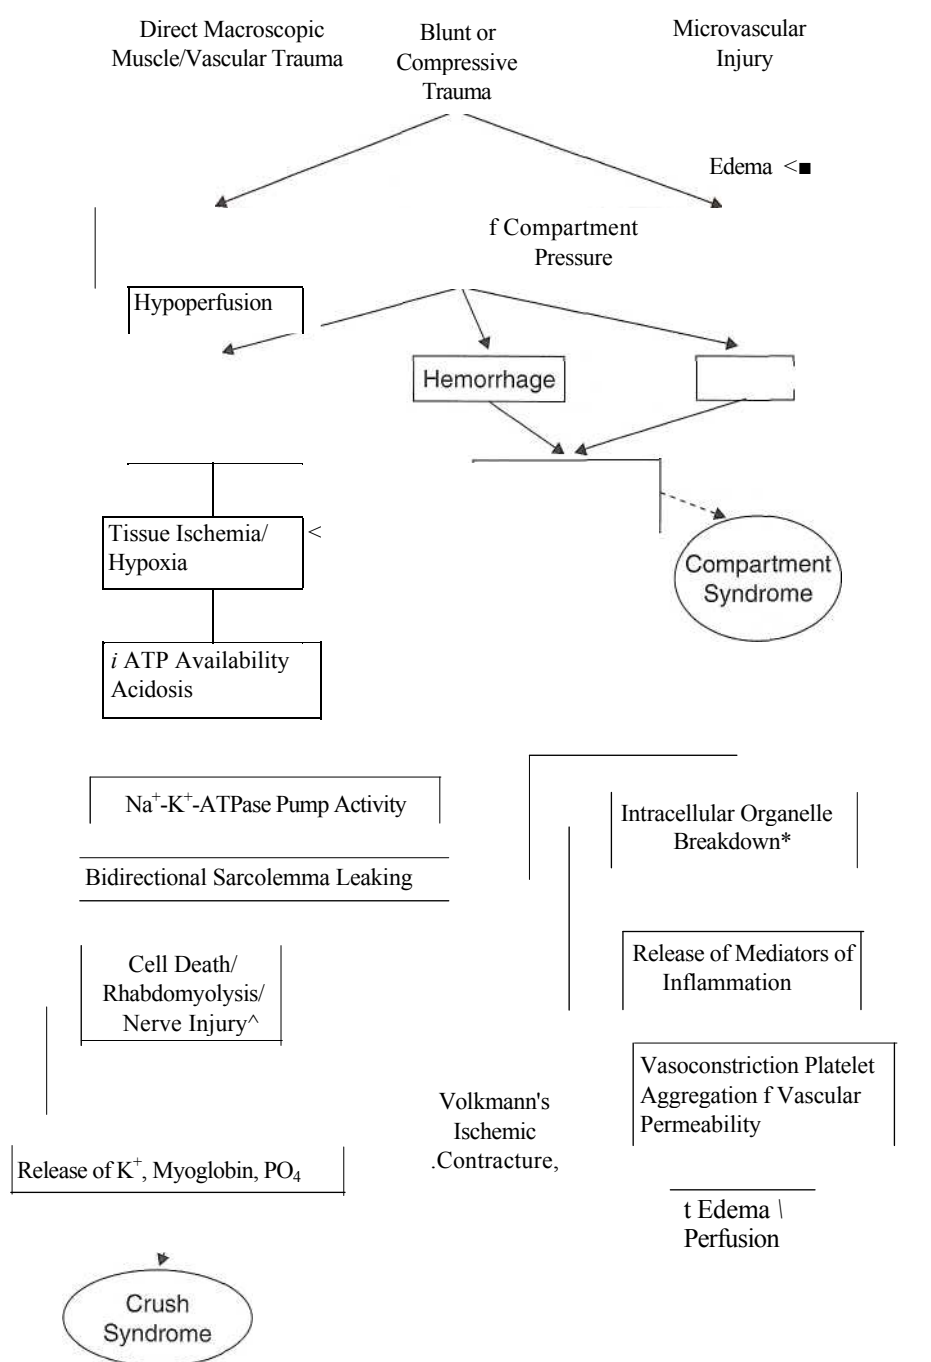 Direct Macroscopic
Muscle/Vascular Trauma
Blunt or
Compressive
Trauma
Microvascular
Injury
Edema <■
f Compartment
Pressure
Hypoperfusion
Hemorrhage
Tissue Ischemia/
Hypoxia
<
Compartment
Syndrome
i ATP Availability
Acidosis
Na⁺-K⁺-ATPase Pump Activity
Intracellular Organelle
Breakdown*
Bidirectional Sarcolemma Leaking
Cell Death/
Rhabdomyolysis/
Nerve Injury^
Release of Mediators of
Inflammation
Vasoconstriction Platelet
Aggregation f Vascular
Permeability
Volkmann's
Ischemic
.Contracture,
Release of K⁺, Myoglobin, PO₄
t Edema \
Perfusion
Crush
Syndrome